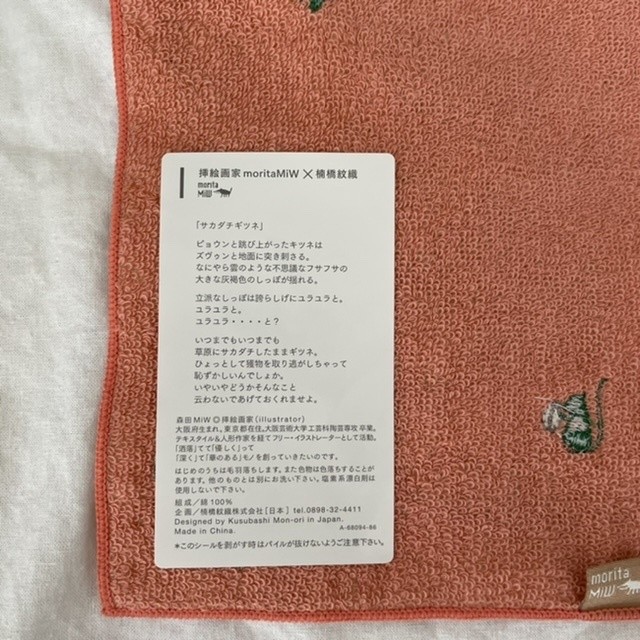 挿絵画家moritaMiW×楠橋紋織
morita
MiW
「サカダチギツネ」
ピョウンと跳び上がったキツネは
ズヴゥンと地面に突き刺さる。
なにやら雲のような不思議なフサフサの
大きな灰褐色のしっぽが揺れる。
立派なしっぽは誇らしげにユラユラと。
ユラユラと。
ユラユラ・・・・と?
いつまでもいつまでも
草原にサカダチしたままギツネ。
ひょっとして獲物を取り逃がしちゃって
恥ずかしいんでしょか。
いやいやどうかそんなこと
云わないであげておくれませよ。
森田MiW◎挿絵画家(illustrator)
大阪府生まれ。東京都在住。大阪芸術大学工芸科陶芸専攻卒業。
テキスタイル&人形作家を経てフリー・イラストレーターとして活動。
「洒落」てて「優しく」って
「深く」て「華のある」モノを創っていきたいのです。
はじめのうちは毛羽落ちします。また色物は色落ちすることが
あります。他のものとは別にお洗い下さい。塩素系漂白剤は
使用しないで下さい。
組成/綿100%
企画/楠橋紋織株式会社[日本] tel.0898-32-4411
Designed by Kusubashi Mon-ori in Japan.
Made in China.
A-68094-86
*このシールを剥がす時はパイルが抜けないようご注意下さい。
morita
MiW